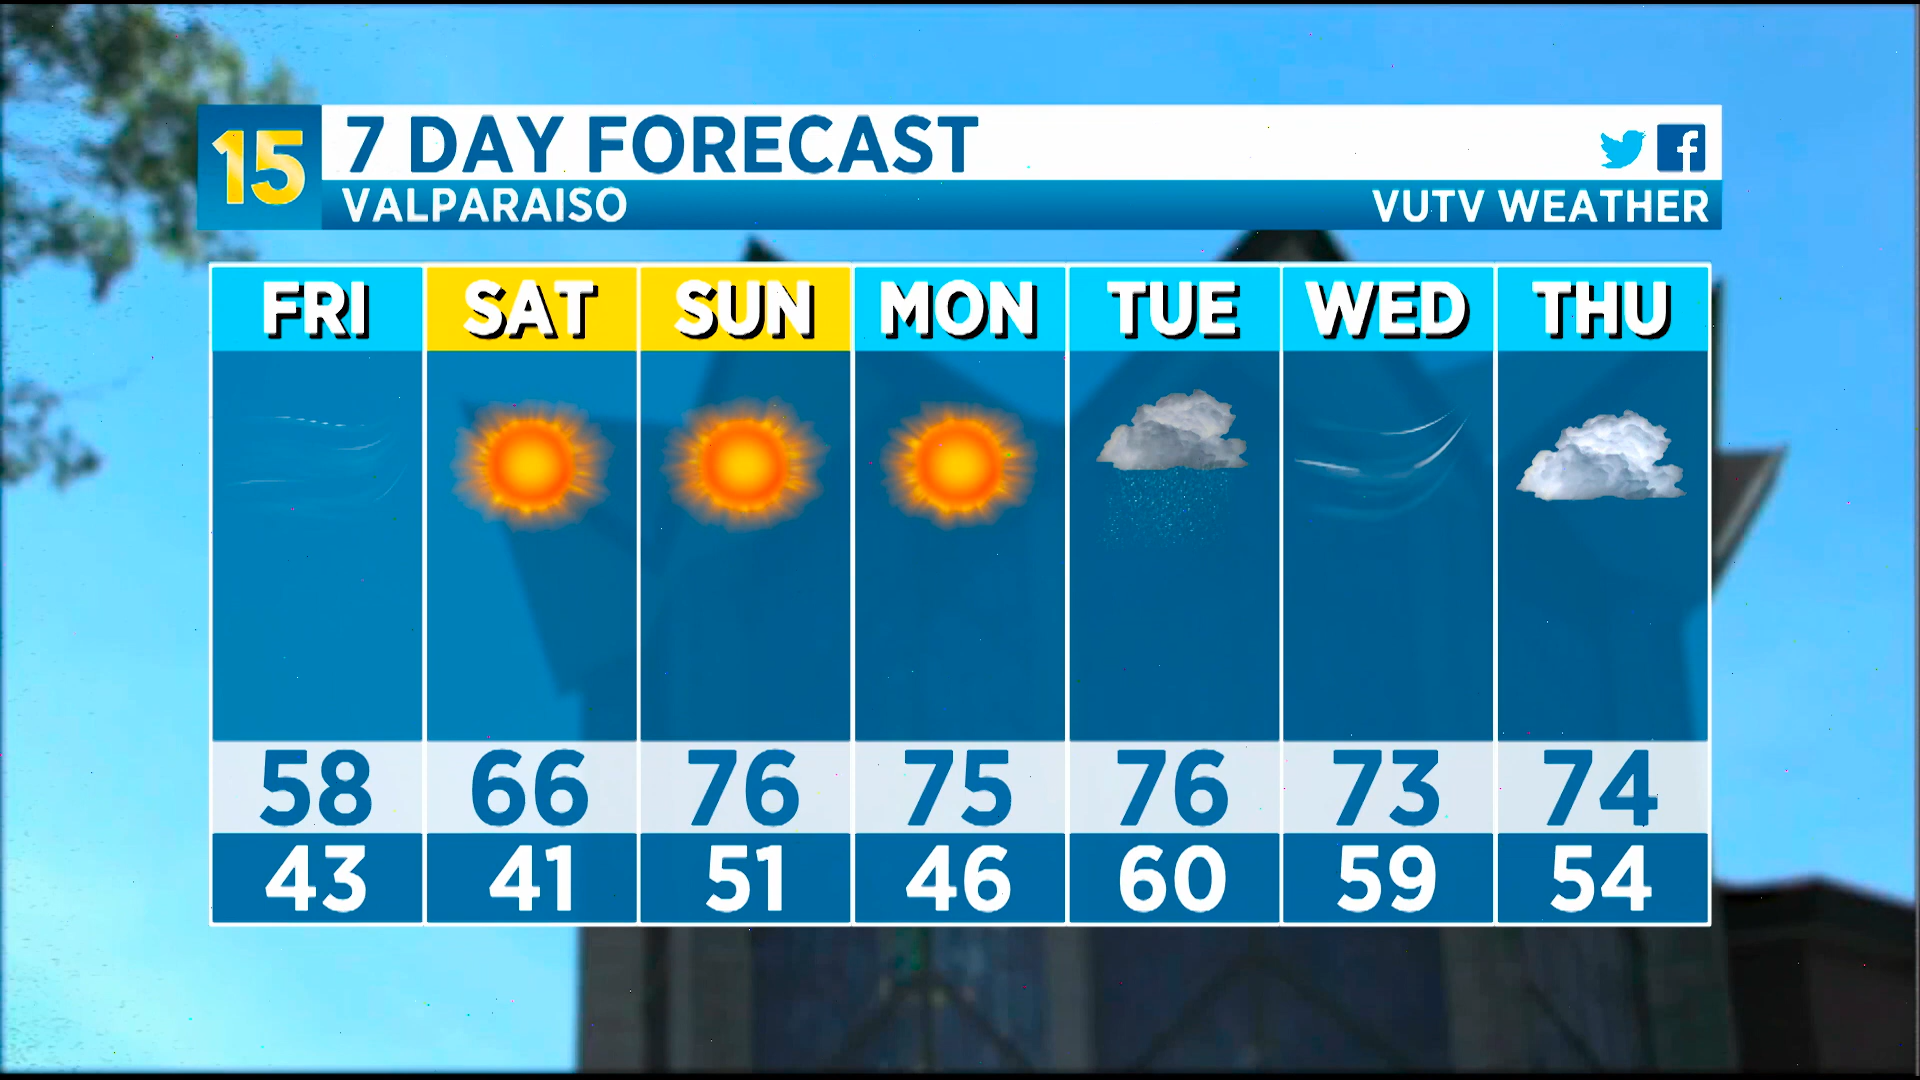 15
7 DAY FORECAST
VALPARAISO
VUTV WEATHER
FRI SAT SUN MON TUE WED THU
58 66 76 75 76 73 74
43 41 51 46 60 59 54